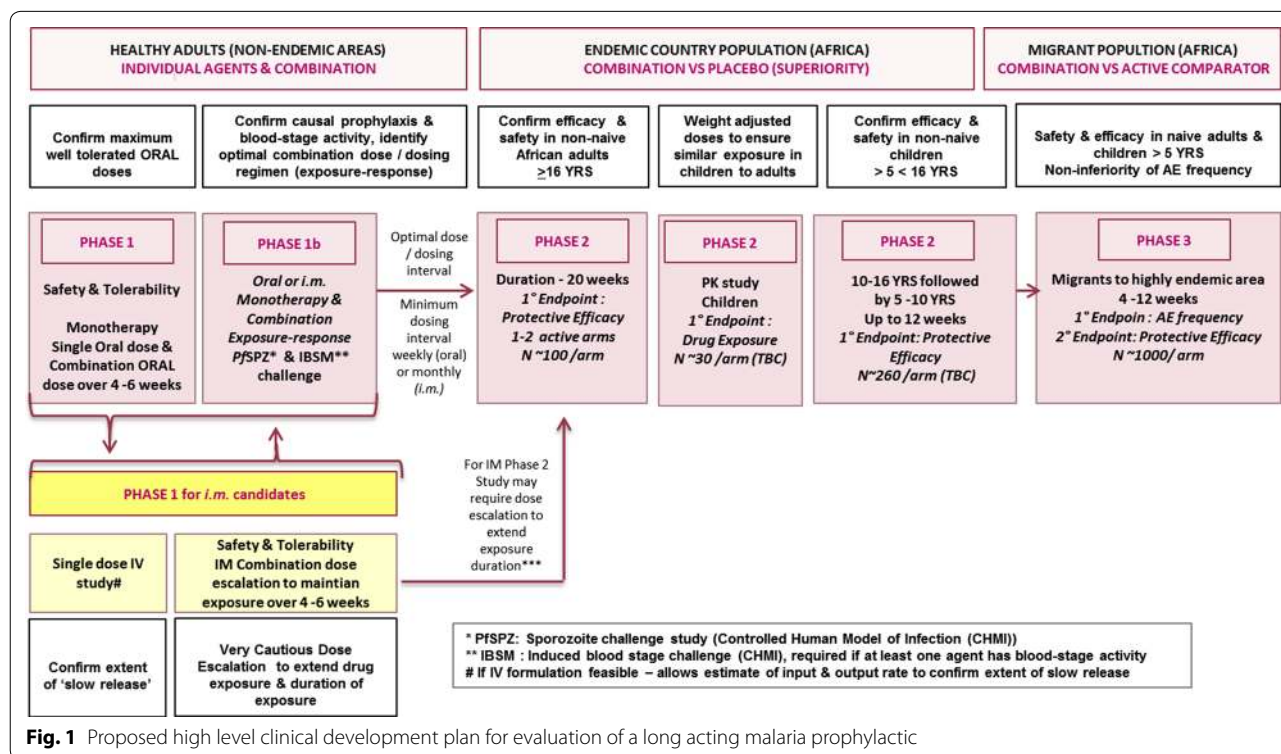 HEALTHY ADULTS (NON-ENDEMIC AREAS)
INDIVIDUAL AGENTS & COMBINATION
ENDEMIC COUNTRY POPULATION (AFRICA)
COMBINATION VS PLACEBO (SUPERIORITY)
MIGRANT POPULTION (AFRICA)
COMBINATION VS ACTIVE COMPARATOR
Confirm maximum
well tolerated ORAL
doses
Confirm causal prophylaxis &
blood-stage activity, identify
optimal combination dose / dosing
regimen (exposure-response)
Confirm efficacy &
safety in non-naive
African adults
≥16 YRS
Weight adjusted
doses to ensure
similar exposure in
children to adults
Confirm efficacy &
safety in non-naive
children
> 5 < 16 YRS
Safety & efficacy in naive adults &
children > 5 YRS
Non-inferiority of AE frequency
PHASE 1
Safety & Tolerability
Monotherapy
Single Oral dose &
Combination ORAL
dose over 4 -6 weeks
PHASE 1b
Oral or i.m.
Monotherapy &
Combination
Exposure-response
PfSPZ* & IBSM**
challenge
Optimal dose
/ dosing
interval
Minimum
dosing
interval
weekly (oral)
or monthly
(i.m.)
PHASE 2
Duration - 20 weeks
1° Endpoint :
Protective Efficacy
1-2 active arms
N ~100 /arm
PHASE 2
PK study
Children
1° Endpoint :
Drug Exposure
N ~30 /arm (TBC)
PHASE 2
10-16 YRS followed
by 5 -10 YRS
Up to 12 weeks
1° Endpoint: Protective
Efficacy
N~260 /arm (TBC)
PHASE 3
Migrants to highly endemic area
4 -12 weeks
1° Endpoin : AE frequency
2° Endpoint: Protective Efficacy
N ~1000/ arm
PHASE 1 for i.m. candidates
Single dose IV
study#
Safety & Tolerability
IM Combination dose
escalation to maintian
exposure over 4 -6 weeks
For IM Phase 2
Study may
require dose
escalation to
extend
exposure
duration***
Confirm extent
of 'slow release'
Very Cautious Dose
Escalation to extend drug
exposure & duration of
exposure
* PfSPZ: Sporozoite challenge study (Controlled Human Model of Infection (CHMI))
** IBSM : Induced blood stage challenge (CHMI), required if at least one agent has blood-stage activity
# If IV formulation feasible – allows estimate of input & output rate to confirm extent of slow release
Fig. 1 Proposed high level clinical development plan for evaluation of a long acting malaria prophylactic